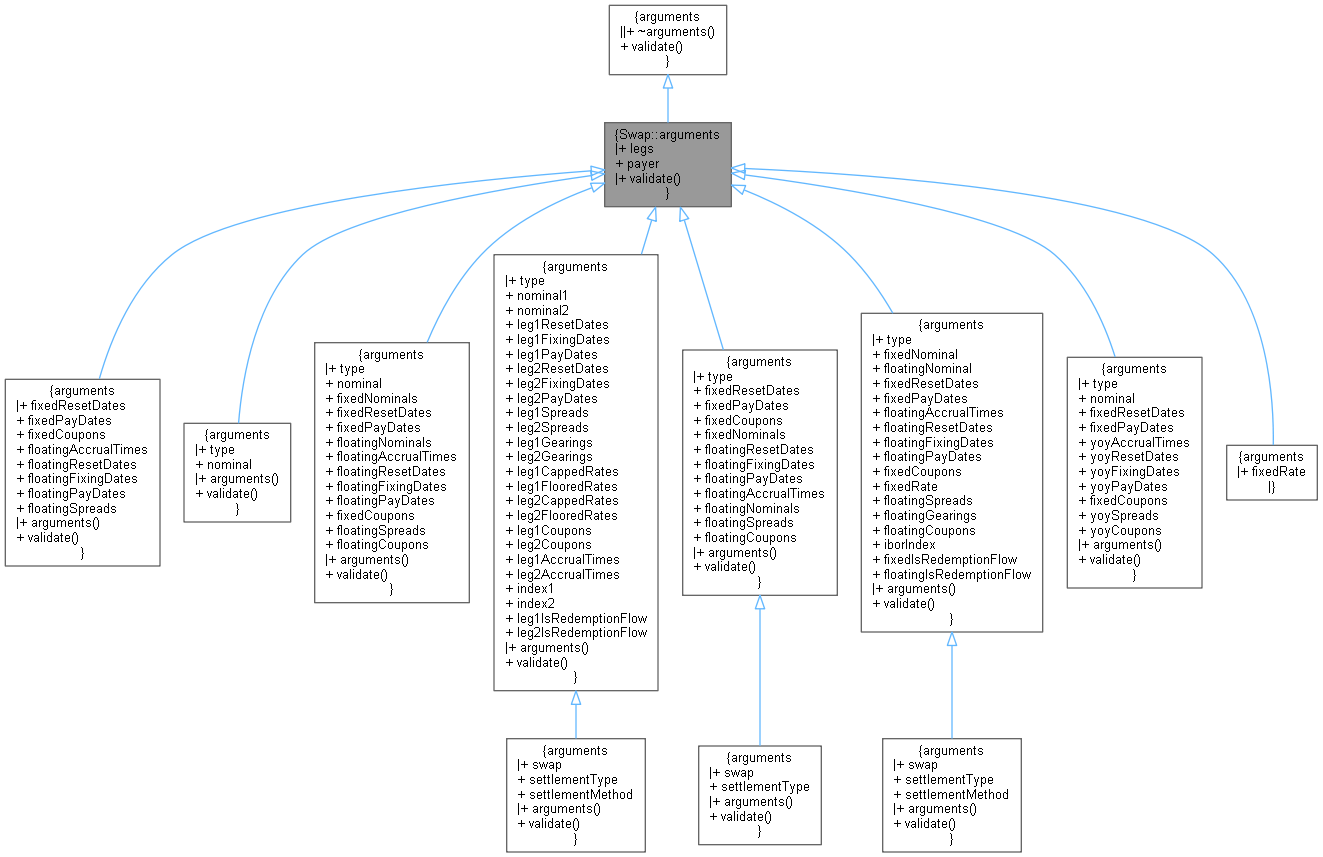 {arguments
||+ ~arguments()
+ validate()
}
{Swap::arguments
|+ legs
+ payer
|+ validate()
}
{arguments
|+ fixedResetDates
+ fixedPayDates
+ fixedCoupons
+ floatingAccrualTimes
+ floatingResetDates
+ floatingFixingDates
+ floatingPayDates
+ floatingSpreads
|+ arguments()
+ validate()
}
{arguments
|+ type
+ nominal
|+ arguments()
+ validate()
}
{arguments
|+ type
+ nominal
+ fixedNominals
+ fixedResetDates
+ fixedPayDates
+ floatingNominals
+ floatingAccrualTimes
+ floatingResetDates
+ floatingFixingDates
+ floatingPayDates
+ fixedCoupons
+ floatingSpreads
+ floatingCoupons
|+ arguments()
+ validate()
}
{arguments
|+ type
+ nominal1
+ nominal2
+ leg1ResetDates
+ leg1FixingDates
+ leg1PayDates
+ leg2ResetDates
+ leg2FixingDates
+ leg2PayDates
+ leg1Spreads
+ leg2Spreads
+ leg1Gearings
+ leg2Gearings
+ leg1CappedRates
+ leg1FlooredRates
+ leg2CappedRates
+ leg2FlooredRates
+ leg1Coupons
+ leg2Coupons
+ leg1AccrualTimes
+ leg2AccrualTimes
+ index1
+ index2
+ leg1IsRedemptionFlow
+ leg2IsRedemptionFlow
|+ arguments()
+ validate()
}
{arguments
|+ type
+ fixedResetDates
+ fixedPayDates
+ fixedCoupons
+ fixedNominals
+ floatingResetDates
+ floatingFixingDates
+ floatingPayDates
+ floatingAccrualTimes
+ floatingNominals
+ floatingSpreads
+ floatingCoupons
|+ arguments()
+ validate()
}
{arguments
|+ type
+ fixedNominal
+ floatingNominal
+ fixedResetDates
+ fixedPayDates
+ floatingAccrualTimes
+ floatingResetDates
+ floatingFixingDates
+ floatingPayDates
+ fixedCoupons
+ fixedRate
+ floatingSpreads
+ floatingGearings
+ floatingCoupons
+ iborIndex
+ fixedIsRedemptionFlow
+ floatingIsRedemptionFlow
|+ arguments()
+ validate()
}
{arguments
|+ type
+ nominal
+ fixedResetDates
+ fixedPayDates
+ yoyAccrualTimes
+ yoyResetDates
+ yoyFixingDates
+ yoyPayDates
+ fixedCoupons
+ yoySpreads
+ yoyCoupons
|+ arguments()
+ validate()
}
{arguments
|+ fixedRate
|}
{arguments
|+ swap
+ settlementType
+ settlementMethod
|+ arguments()
+ validate()
}
{arguments
|+ swap
+ settlementType
|+ arguments()
+ validate()
}
{arguments
|+ swap
+ settlementType
+ settlementMethod
|+ arguments()
+ validate()
}